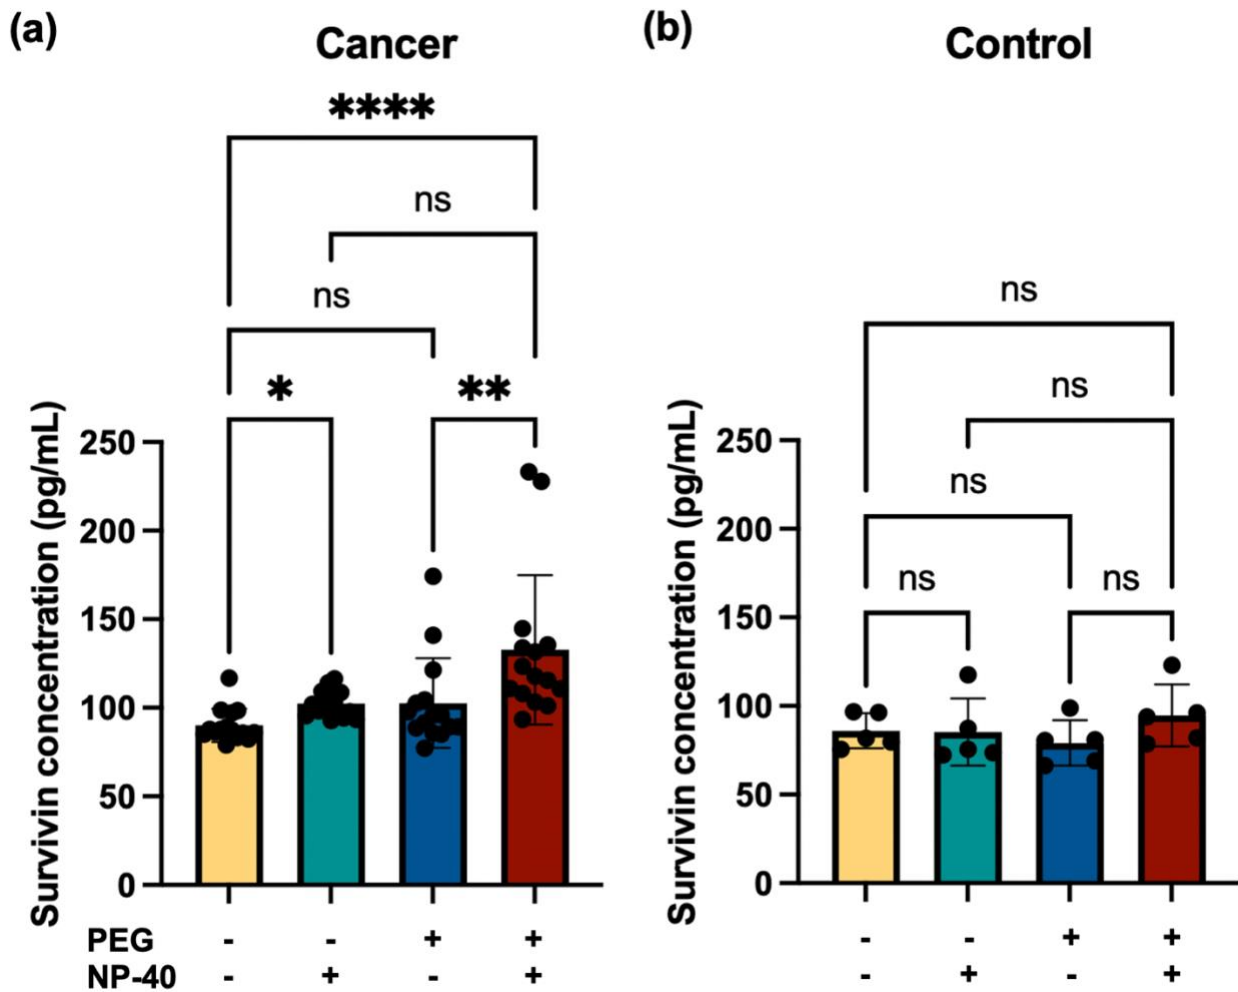 (a)
Cancer
****
ns
ns
*
**
Survivin concentration (pg/mL)
250
200
150
100
50
0
PEG - - + +
NP-40 - + - +
(b)
Control
ns
ns
ns
ns
ns
Survivin concentration (pg/mL)
250
200
150
100
50
0
- - + +
- + - +